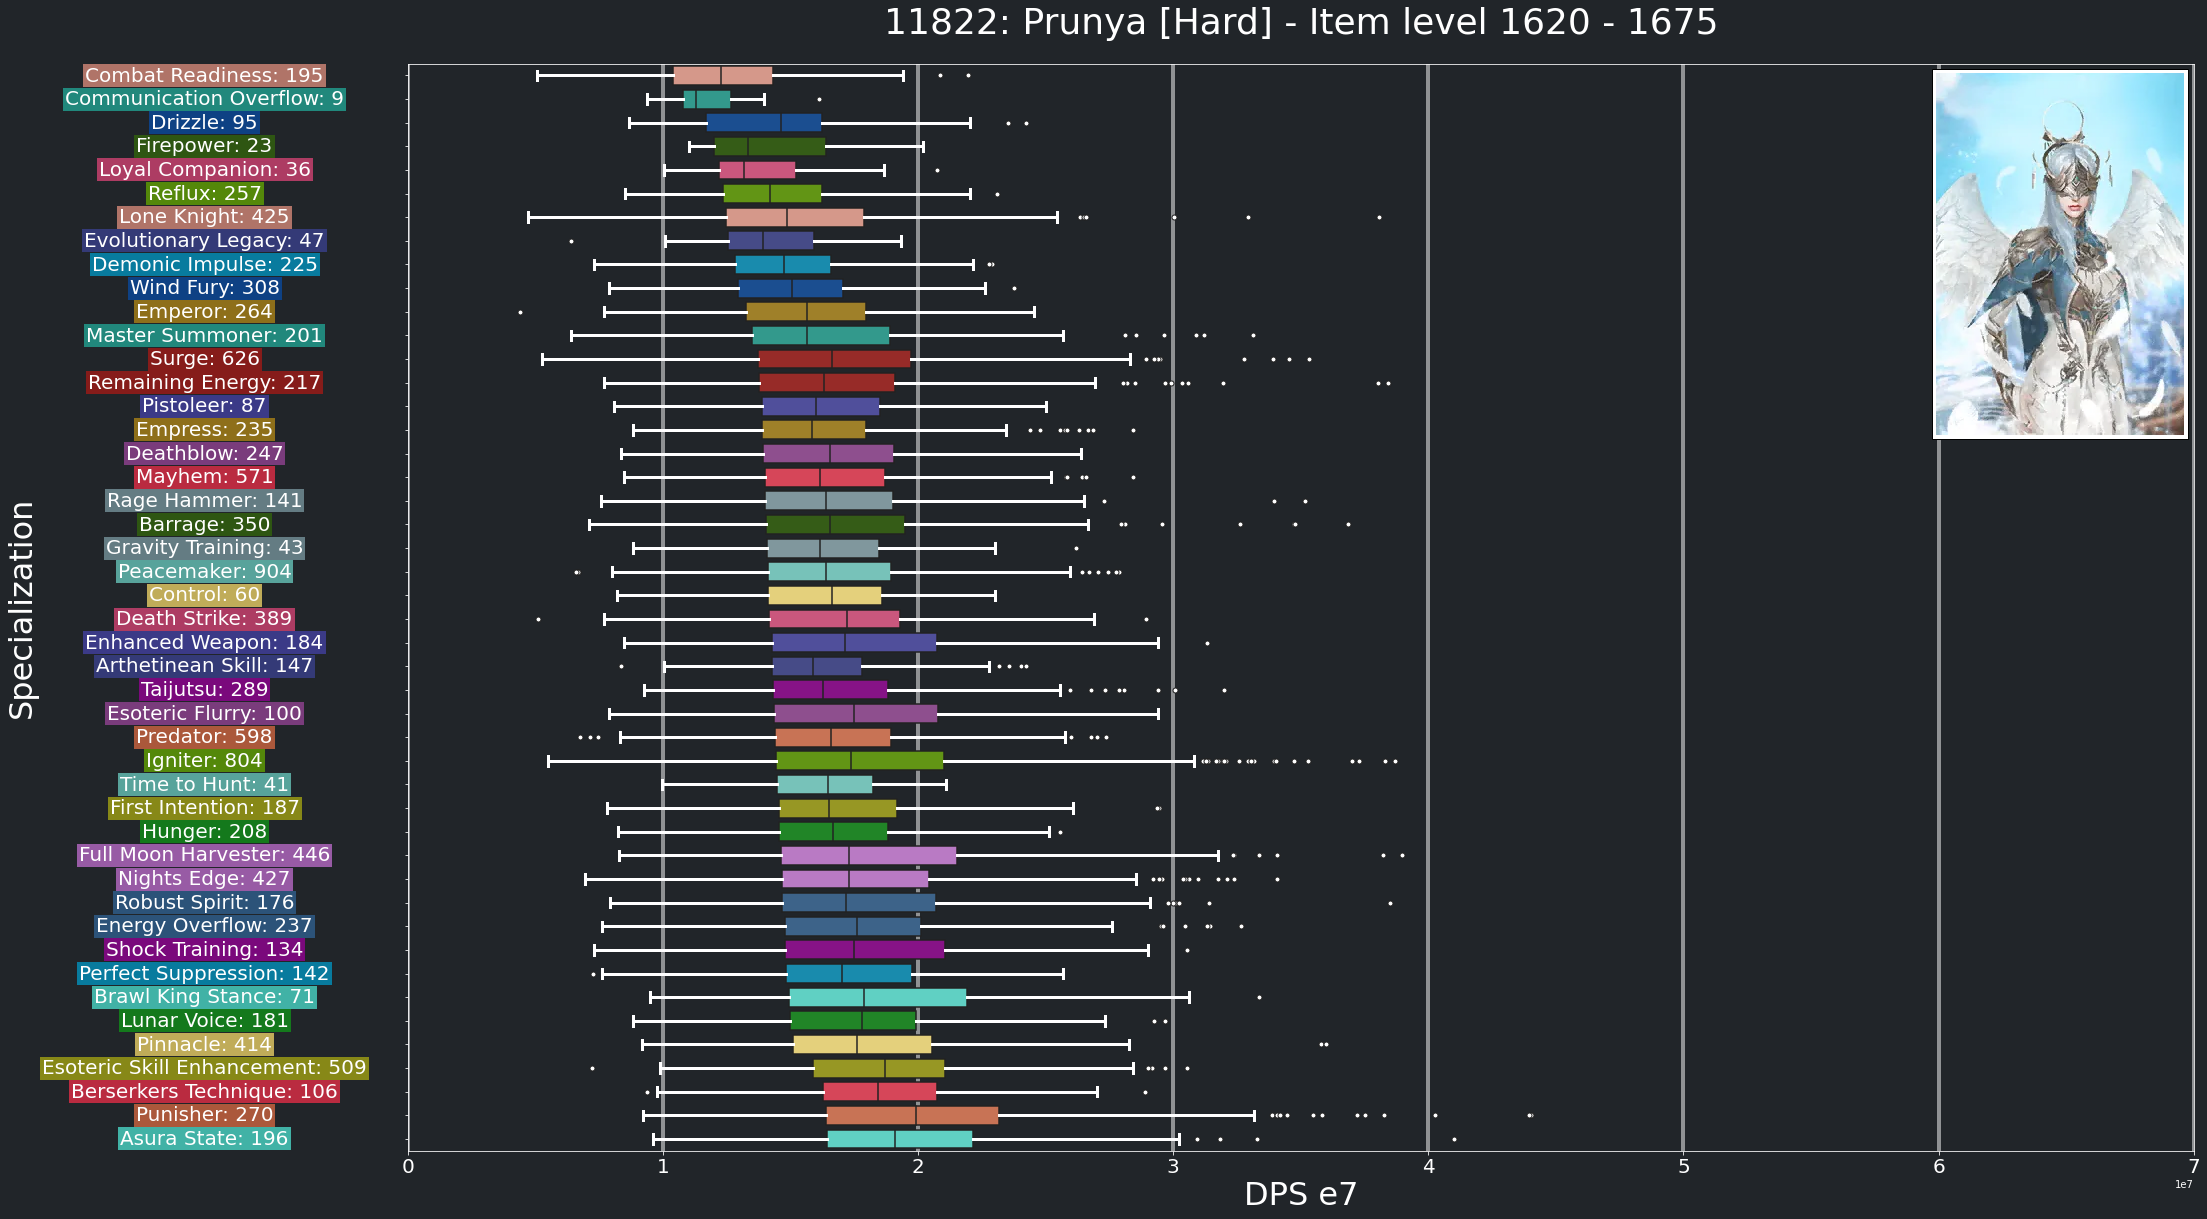 11822: Prunya [Hard] - Item level 1620 - 1675
Combat Readiness: 195
Communication Overflow: 9
Drizzle: 95
Firepower: 23
Loyal Companion: 36
Reflux: 257
Lone Knight: 425
Evolutionary Legacy: 47
Demonic Impulse: 225
Wind Fury: 308
Emperor: 264
Master Summoner: 201
Surge: 626
Remaining Energy: 217
Pistoleer: 87
Empress: 235
Deathblow: 247
Mayhem: 571
Rage Hammer: 141
Barrage: 350
Gravity Training: 43
Peacemaker: 904
Control: 60
Death Strike: 389
Enhanced Weapon: 184
Arthetinean Skill: 147
Taijutsu: 289
Esoteric Flurry: 100
Predator: 598
Igniter: 804
Time to Hunt: 41
First Intention: 187
Hunger: 208
Full Moon Harvester: 446
Nights Edge: 427
Robust Spirit: 176
Energy Overflow: 237
Shock Training: 134
Perfect Suppression: 142
Brawl King Stance: 71
Lunar Voice: 181
Pinnacle: 414
Esoteric Skill Enhancement: 509
Berserkers Technique: 106
Punisher: 270
Asura State: 196
Specialization
0 1 2 3 4 5 6 7
1e7
DPS e7